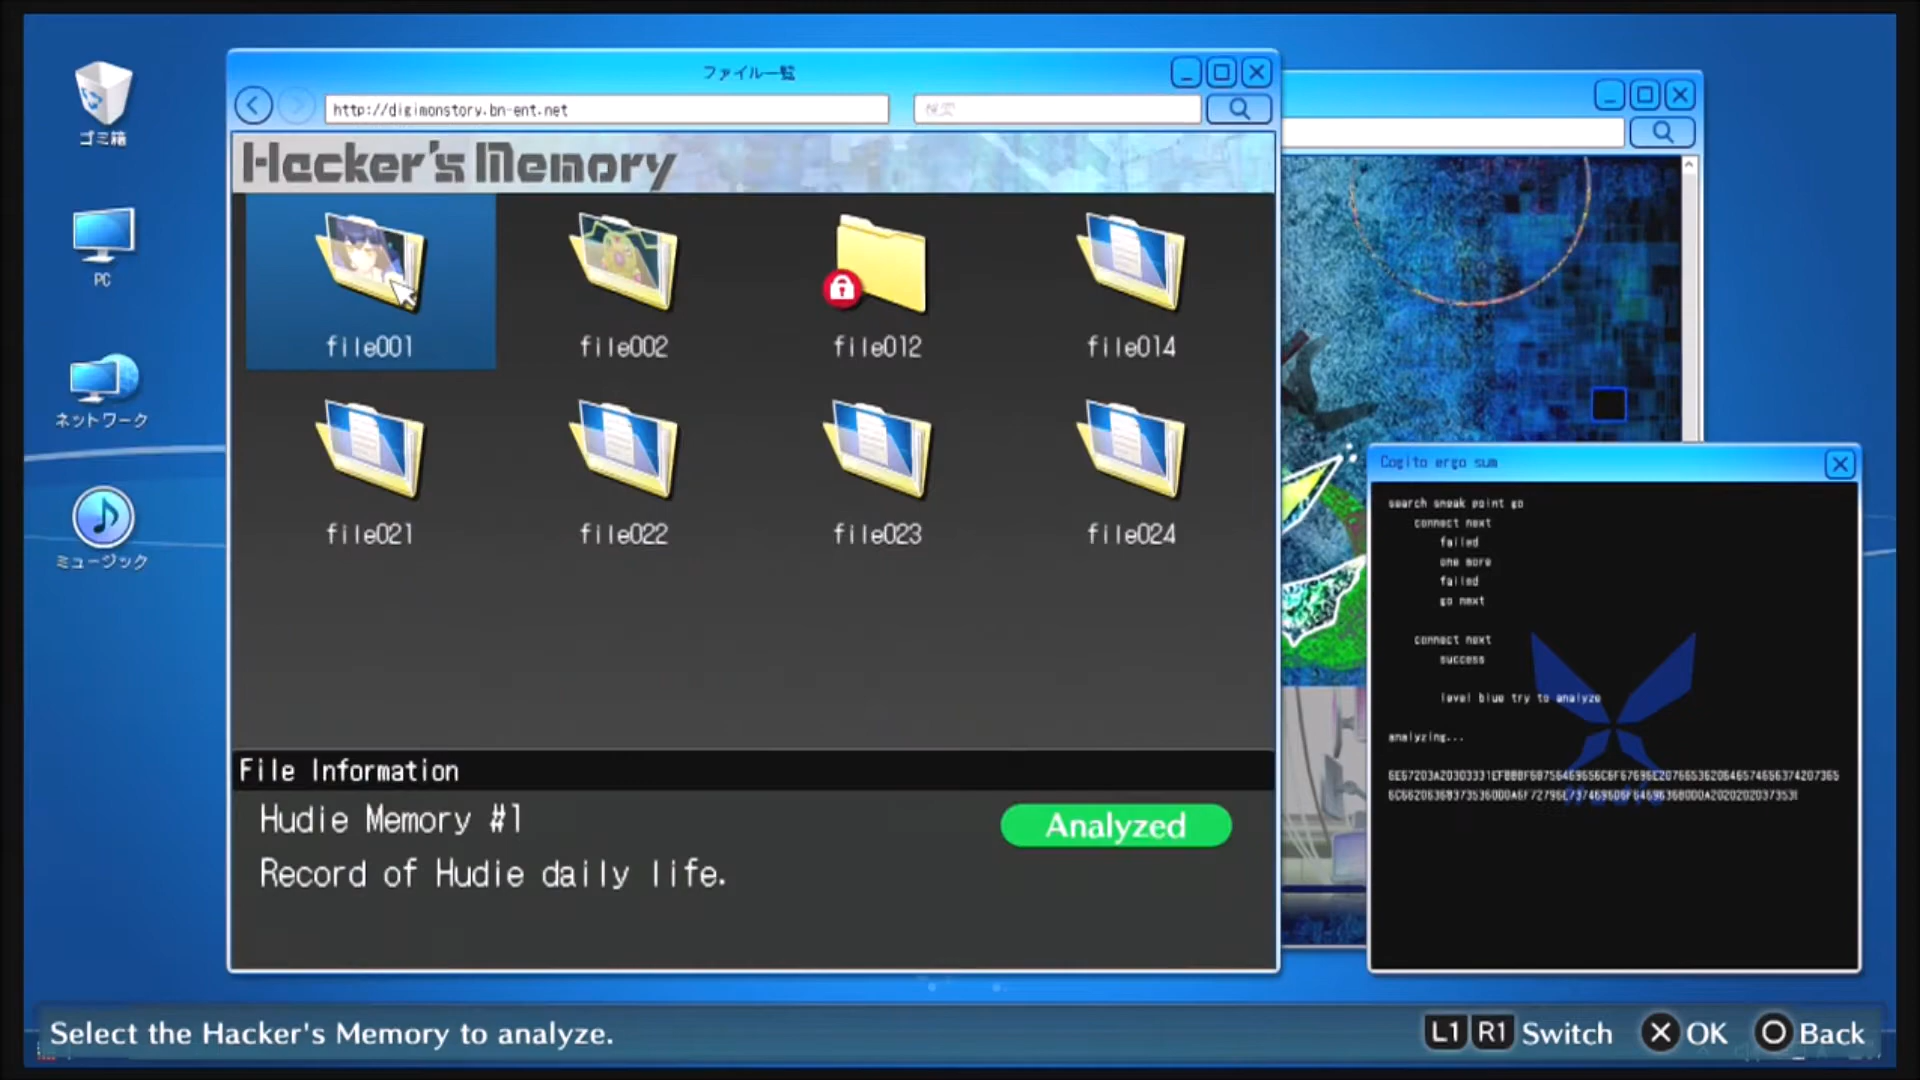 ゴミ箱
PC
ネットワーク
ミュージック
ファイル一覧
http://digimonstory.bn-ent.net
検索
Hacker's Memory
file001
file002
file012
file014
file021
file022
file023
file024
File Information
Hudie Memory #1
Analyzed
Record of Hudie daily life.
Cogito ergo sum
search sneak point go
connect next
failed
one more
failed
go next
connect next
success
level blue try to analyze
analyzing...
Select the Hacker's Memory to analyze.
L1 R1 Switch
OK
Back